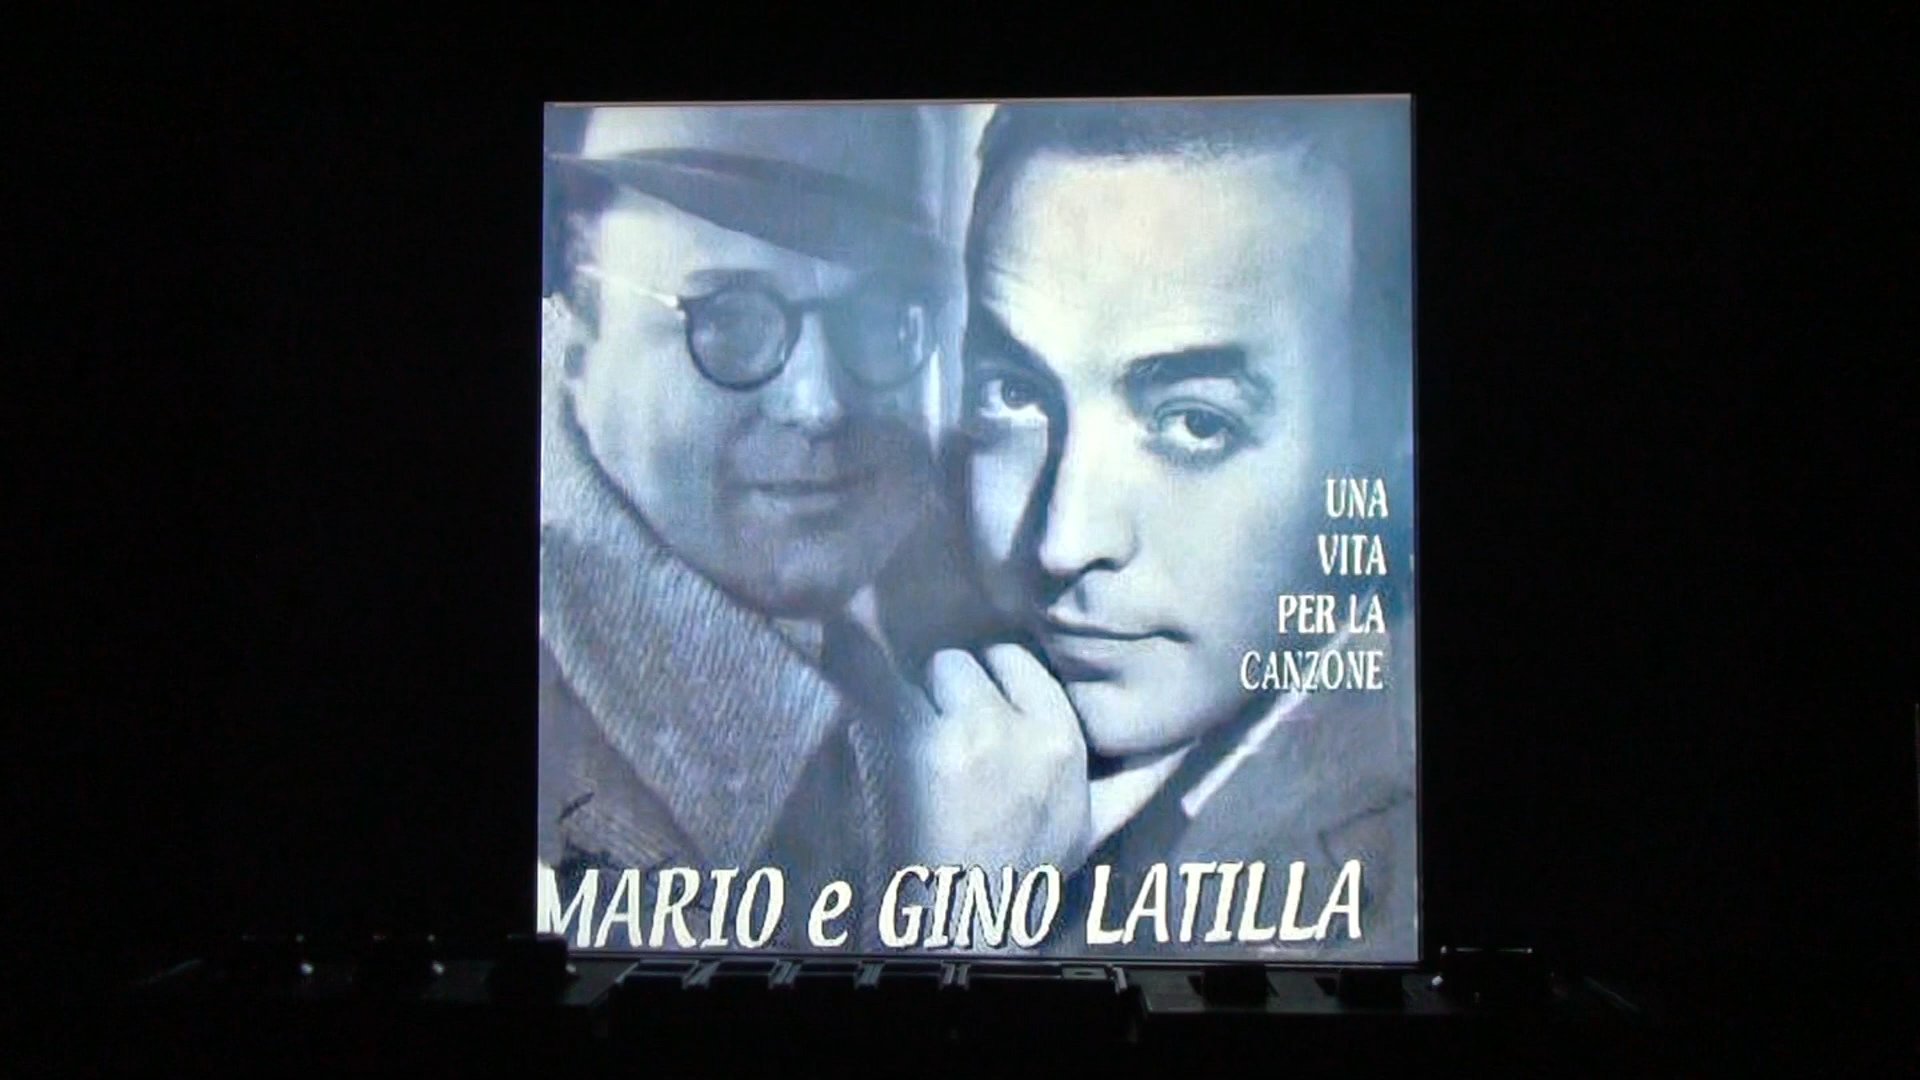 UNA
VITA
PER LA
CANZONE
MARIO e GINO LATILLA